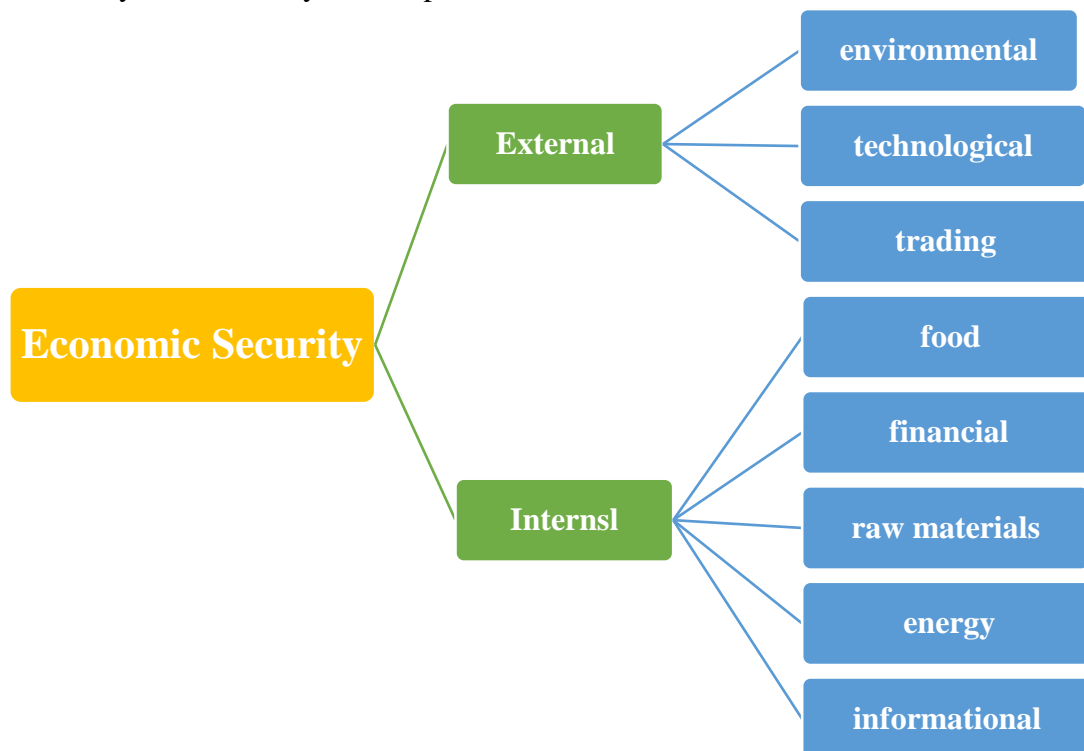 environmental
External
technological
trading
Economic Security
food
financial
Internsl
raw materials
energy
informational